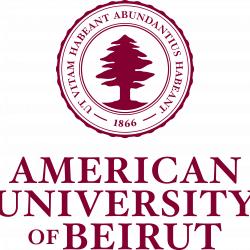 UT VITAM HABEANT ABUNDANTIUS HABEANT
1866
AMERICAN
UNIVERSITY
OF BEIRUT